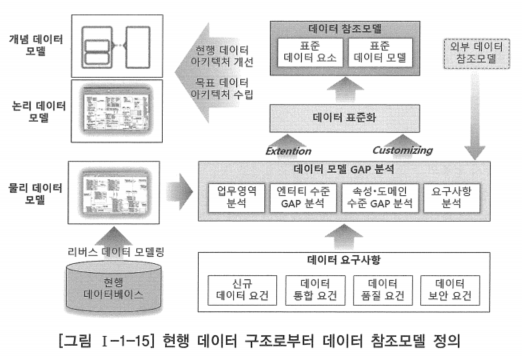 개념 데이터
모델
논리 데이터
모델
물리 데이터
모델
리버스 데이터 모델링
현행
데이터베이스
현행 데이터
아키텍처 개선
목표 데이터
아키텍처 수립
데이터 참조모델
표준
데이터 요소
표준
데이터 모델
외부 데이터
참조모델
데이터 표준화
Extention
Customizing
데이터 모델 GAP 분석
업무영역
분석
엔터티 수준
GAP 분석
속성·도메인
수준 GAP 분석
요구사항
분석
데이터 요구사항
신규
데이터 요건
데이터
통합 요건
데이터
품질 요건
데이터
보안 요건
[그림 Ⅰ-1-15] 현행 데이터 구조로부터 데이터 참조모델 정의